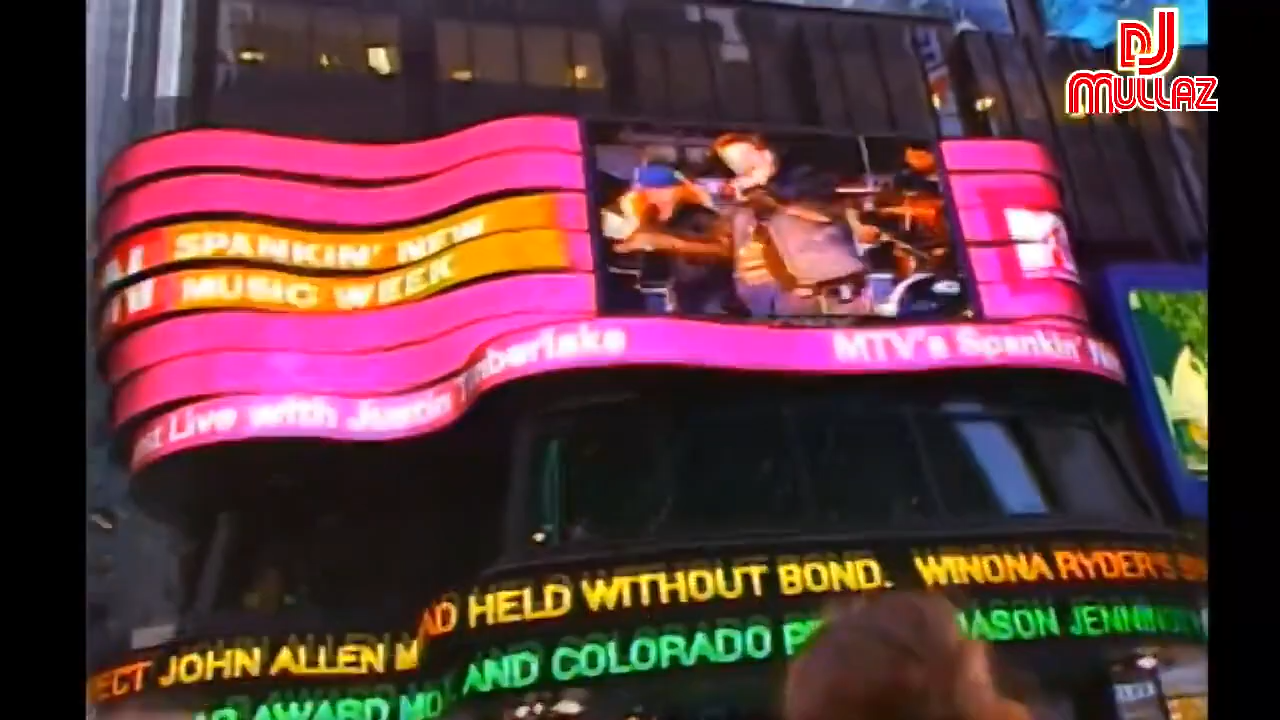 DJ
MULLAZ
SPANKIN' NEW
MUSIC WEEK
Live with Justin Timberlake MTV's Spankin'
HELD WITHOUT BOND. WINONA RYDER'S
JOHN ALLEN
AND COLORADO JASON
AWARD